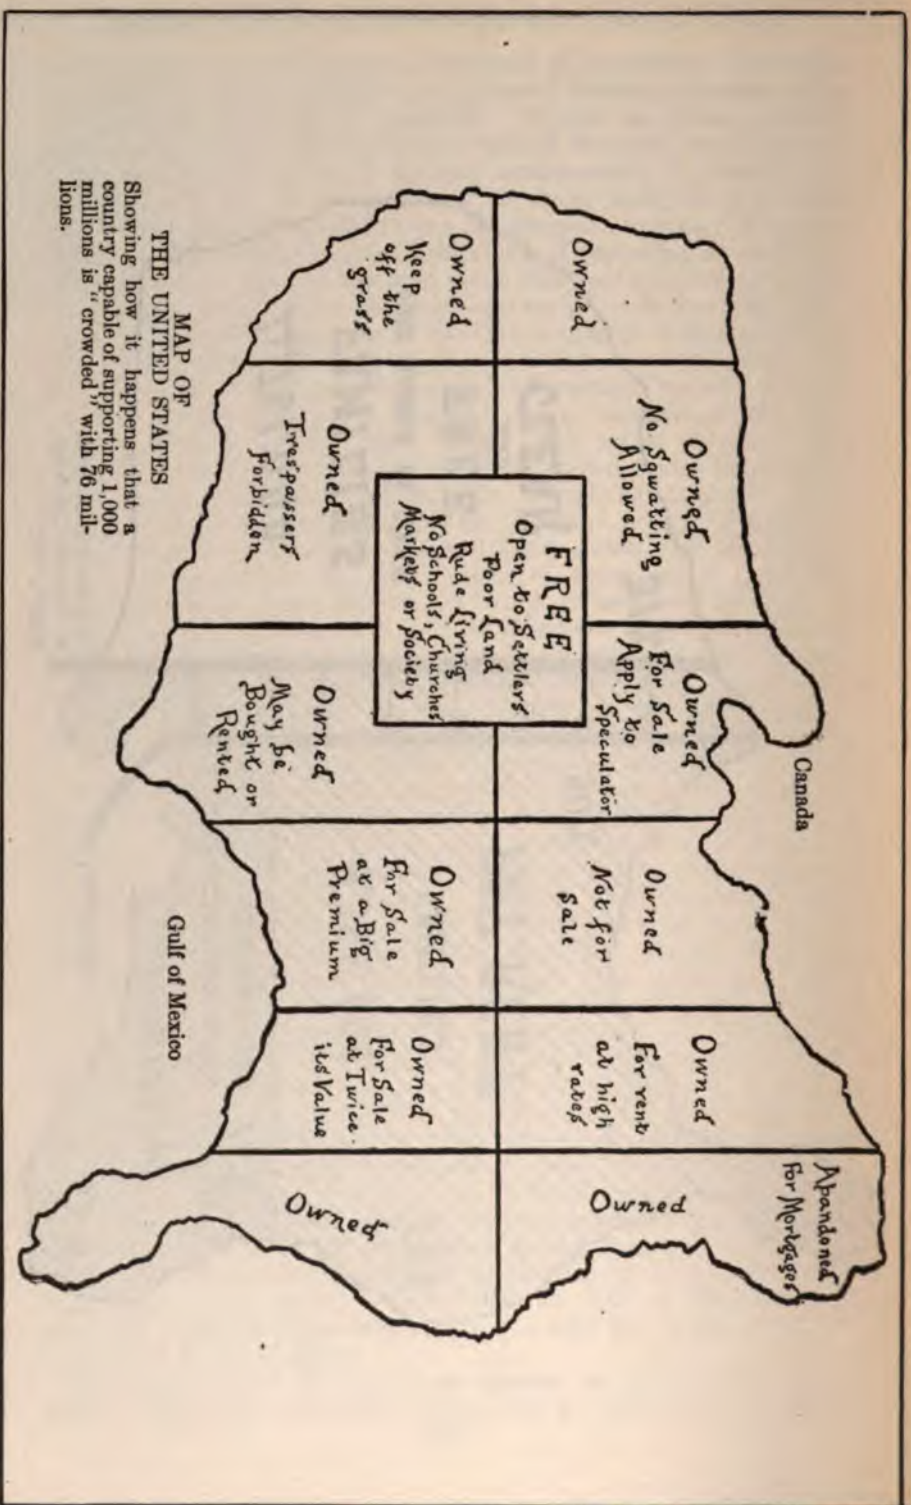 Canada
Owned
Owned
No Squatting
Allowed
Owned
For Sale
Apply to
Speculator
Owned
Not for
Sale
Owned
For rent
at high
rates
Abandoned
For Mortgages
Owned
FREE
Open to Settlers
Poor Land
Rude Living
No Schools, Churches
Markets or Society
Owned
Keep
off the
grass
Owned
Trespassers
Forbidden
Owned
May be
Bought or
Rented
Owned
For Sale
at a Big
Premium
Owned
For Sale
at Twice
its Value
Owned
Gulf of Mexico
MAP OF
THE UNITED STATES
Showing how it happens that a
country capable of supporting 1,000
millions is "crowded" with 76 mil-
lions.